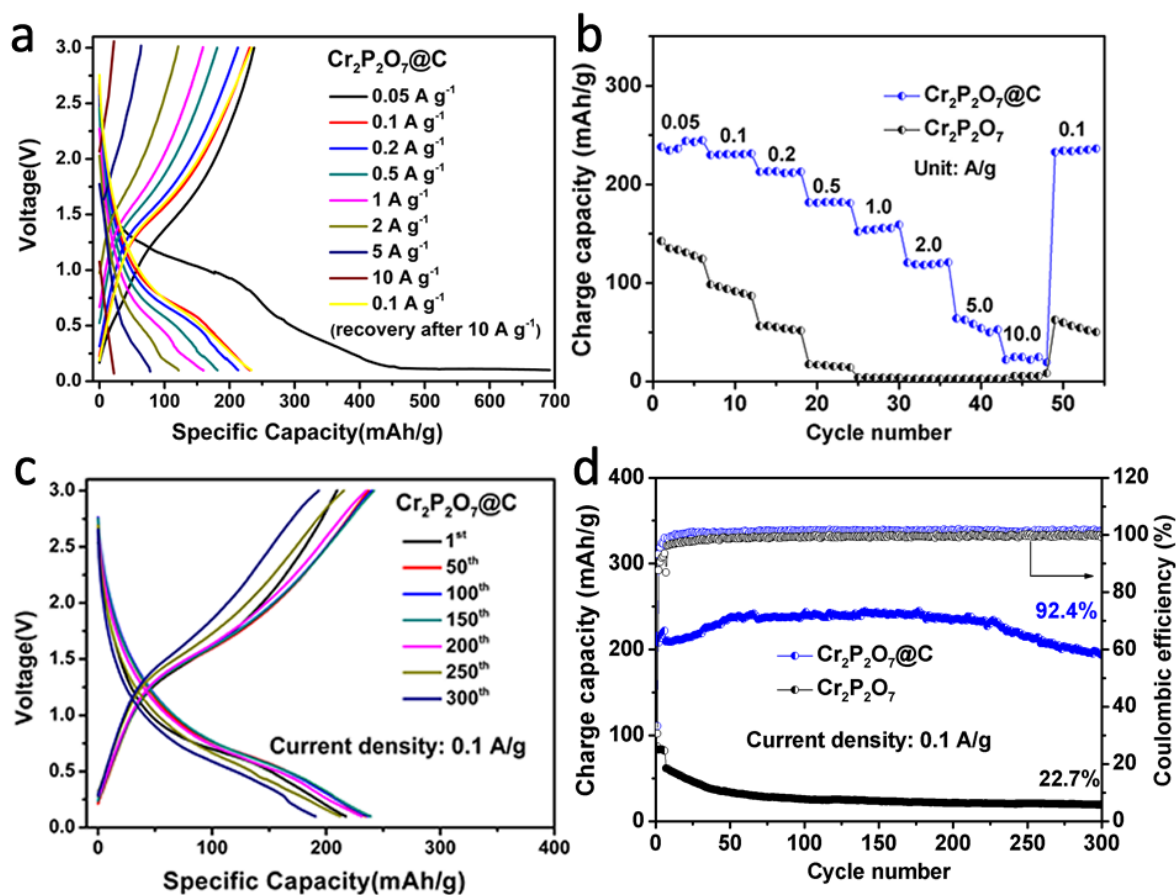 a
Cr₂P₂O₇@C
0.05 A g⁻¹
0.1 A g⁻¹
0.2 A g⁻¹
0.5 A g⁻¹
1 A g⁻¹
2 A g⁻¹
5 A g⁻¹
10 A g⁻¹
0.1 A g⁻¹
(recovery after 10 A g⁻¹)
Voltage(V)
3.0
2.5
2.0
1.5
1.0
0.5
0.0
0 100 200 300 400 500 600 700
Specific Capacity(mAh/g)
b
Charge capacity (mAh/g)
300
200
100
0
Cr₂P₂O₇@C
Cr₂P₂O₇
Unit: A/g
0.05
0.1
0.2
0.5
1.0
2.0
5.0
10.0
0.1
0 10 20 30 40 50
Cycle number
c
Cr₂P₂O₇@C
1ˢᵗ
50ᵗʰ
100ᵗʰ
150ᵗʰ
200ᵗʰ
250ᵗʰ
300ᵗʰ
Current density: 0.1 A/g
Voltage(V)
3.0
2.5
2.0
1.5
1.0
0.5
0.0
0 100 200 300 400
Specific Capacity(mAh/g)
d
Charge capacity (mAh/g)
400
350
300
250
200
150
100
50
0
92.4%
Cr₂P₂O₇@C
Cr₂P₂O₇
Current density: 0.1 A/g
22.7%
120
100
80
60
40
20
0
Coulombic efficiency (%)
0 50 100 150 200 250 300
Cycle number